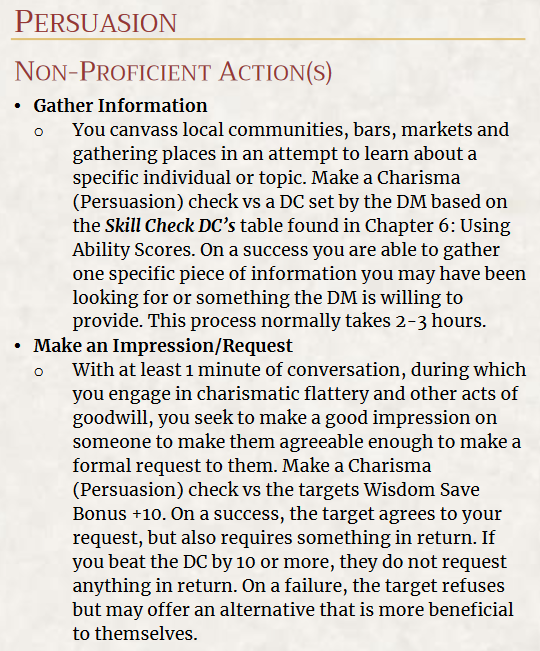 PERSUASION
NON-PROFICIENT ACTION(S)
• Gather Information
o You canvass local communities, bars, markets and
gathering places in an attempt to learn about a
specific individual or topic. Make a Charisma
(Persuasion) check vs a DC set by the DM based on
the Skill Check DC's table found in Chapter 6: Using
Ability Scores. On a success you are able to gather
one specific piece of information you may have been
looking for or something the DM is willing to
provide. This process normally takes 2-3 hours.
• Make an Impression/Request
o With at least 1 minute of conversation, during which
you engage in charismatic flattery and other acts of
goodwill, you seek to make a good impression on
someone to make them agreeable enough to make a
formal request to them. Make a Charisma
(Persuasion) check vs the targets Wisdom Save
Bonus +10. On a success, the target agrees to your
request, but also requires something in return. If
you beat the DC by 10 or more, they do not request
anything in return. On a failure, the target refuses
but may offer an alternative that is more beneficial
to themselves.